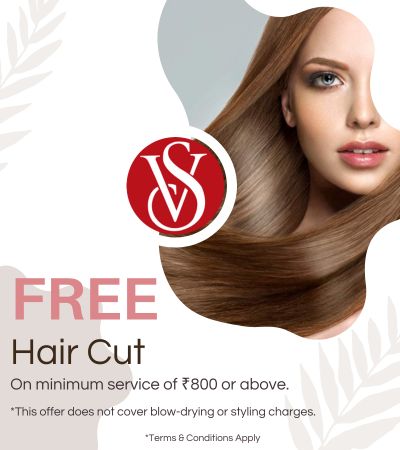 VS
FREE
Hair Cut
On minimum service of ₹800 or above.
*This offer does not cover blow-drying or styling charges.
*Terms & Conditions Apply